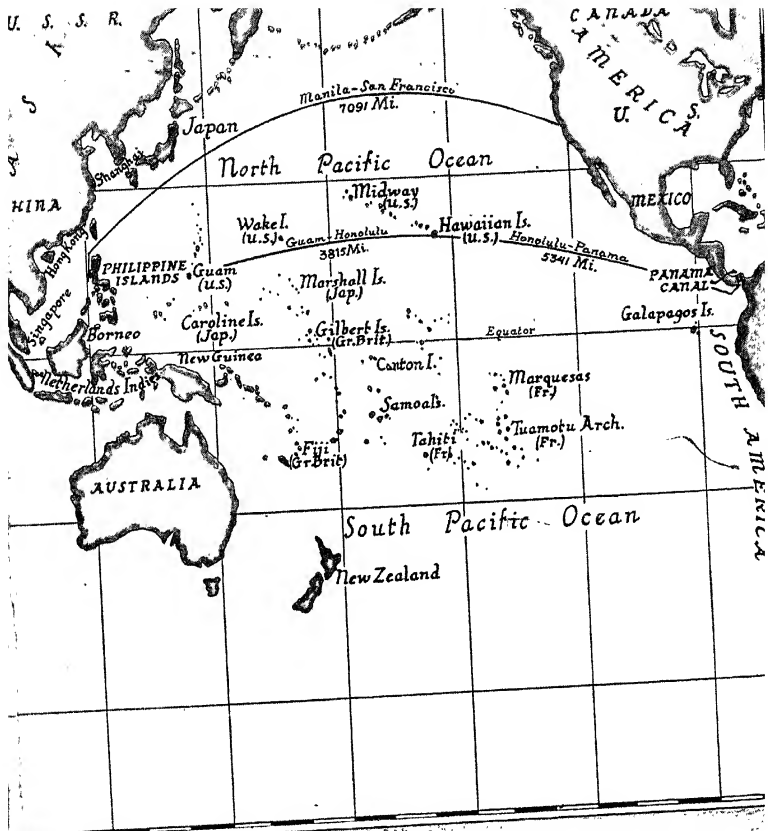 U. S. S. R.
CANADA
AMERICA
U. S.
ASIA
Manila-San Francisco
7091 Mi.
Japan
Shanghai
North Pacific Ocean
Midway
(U.S.)
MEXICO
HINA
Wake I.
(U.S.)
Guam-Honolulu
3815 Mi.
Hawaiian Is.
(U.S.)
Honolulu-Panama
5341 Mi.
Hong Kong
PHILIPPINE
ISLANDS
Guam
(U.S.)
Marshall Is.
(Jap.)
PANAMA
CANAL
Singapore
Galapagos Is.
Caroline Is.
(Jap.)
Gilbert Is.
(Gr. Brit)
Equator
Borneo
New Guinea
Canton I.
Netherlands Indies
Marquesas
(Fr.)
SOUTH AMERICA
Samoa Is.
Tuamotu Arch.
(Fr.)
Tahiti
(Fr.)
Fiji
(Gr. Brit)
AUSTRALIA
South Pacific Ocean
New Zealand